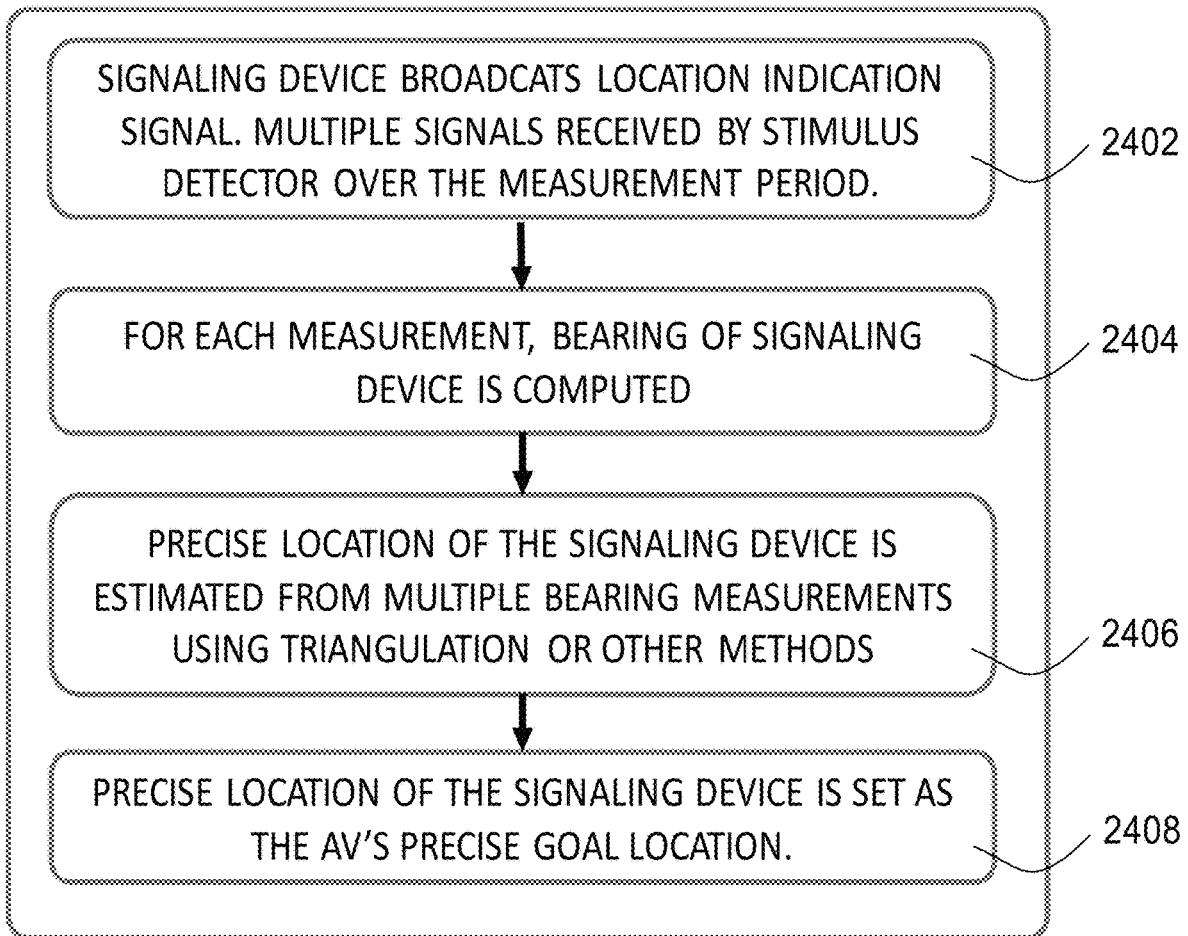 SIGNALING DEVICE BROADCATS LOCATION INDICATION
SIGNAL. MULTIPLE SIGNALS RECEIVED BY STIMULUS
DETECTOR OVER THE MEASUREMENT PERIOD.
2402
FOR EACH MEASUREMENT, BEARING OF SIGNALING
DEVICE IS COMPUTED
2404
PRECISE LOCATION OF THE SIGNALING DEVICE IS
ESTIMATED FROM MULTIPLE BEARING MEASUREMENTS
USING TRIANGULATION OR OTHER METHODS
2406
PRECISE LOCATION OF THE SIGNALING DEVICE IS SET AS
THE AV'S PRECISE GOAL LOCATION.
2408